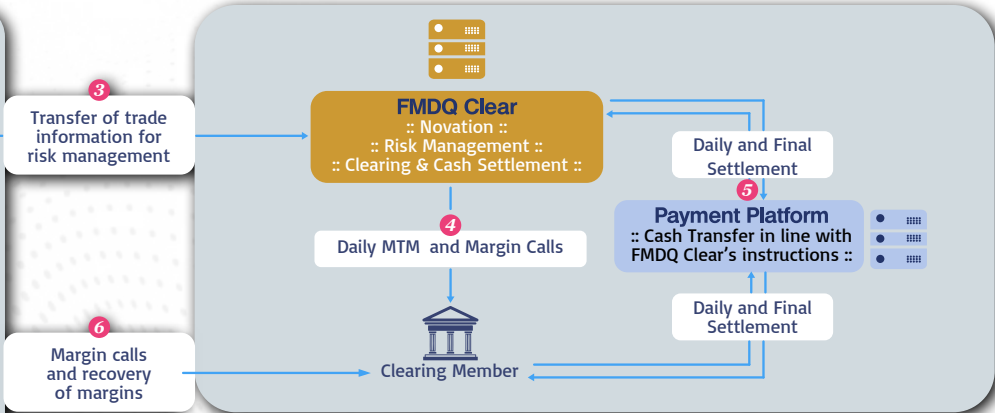 3
Transfer of trade
information for
risk management
FMDQ Clear
:: Novation ::
:: Risk Management ::
:: Clearing & Cash Settlement ::
Daily and Final
Settlement
4
Daily MTM and Margin Calls
5
Payment Platform
:: Cash Transfer in line with
FMDQ Clear's instructions ::
Daily and Final
Settlement
6
Margin calls
and recovery
of margins
Clearing Member